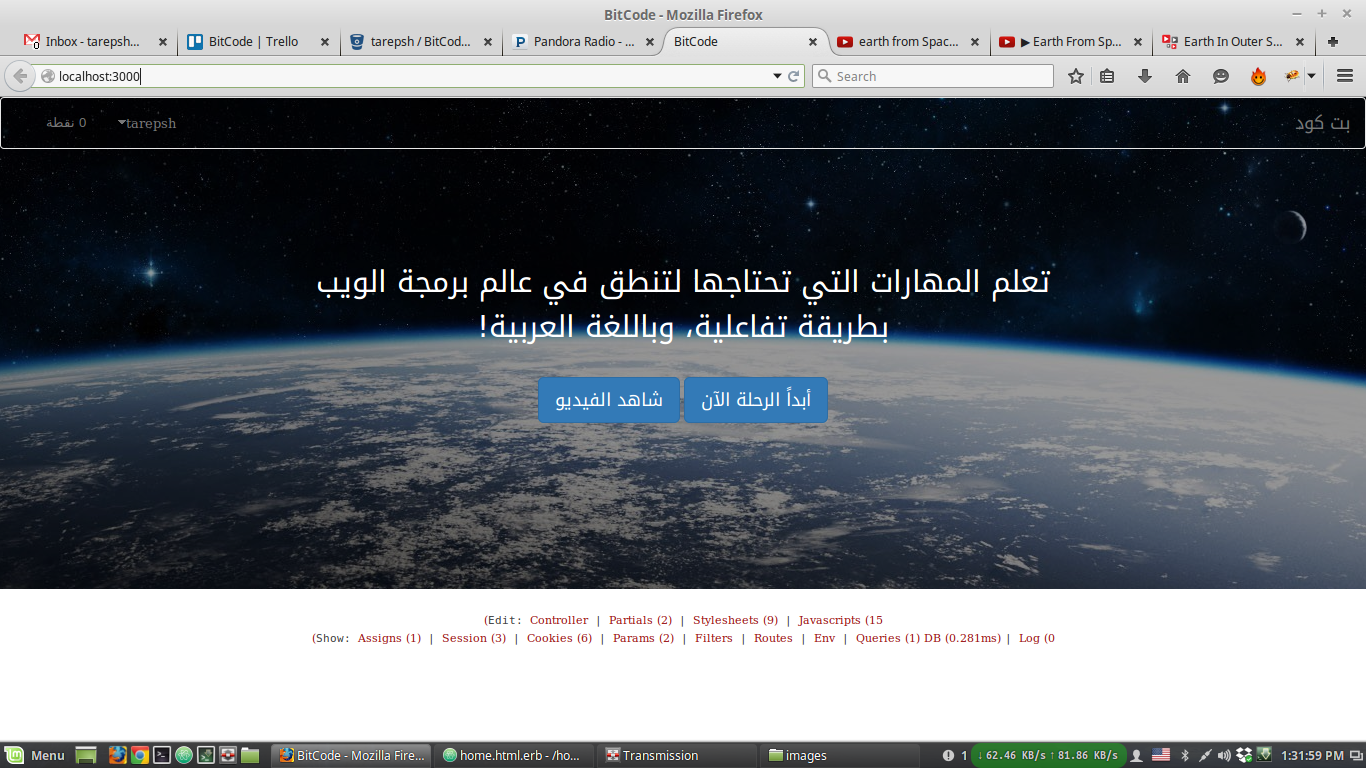 BitCode - Mozilla Firefox
Inbox - tarepsh... BitCode | Trello tarepsh / BitCod... Pandora Radio - ... BitCode earth from Spac... ▶ Earth From Sp... Earth In Outer S...
localhost:3000 Search
بت كود tarepsh 0 نقطة
تعلم المهارات التي تحتاجها لتنطق في عالم برمجة الويب
بطريقة تفاعلية، وباللغة العربية!
أبدأ الرحلة الآن شاهد الفيديو
(Edit: Controller | Partials (2) | Stylesheets (9) | Javascripts (15
(Show: Assigns (1) | Session (3) | Cookies (6) | Params (2) | Filters | Routes | Env | Queries (1) DB (0.281ms) | Log (0
Menu BitCode - Mozilla Fire... home.html.erb - /ho... Transmission images 1 ↓ 62.46 KB/s ↑ 81.86 KB/s 1:31:59 PM